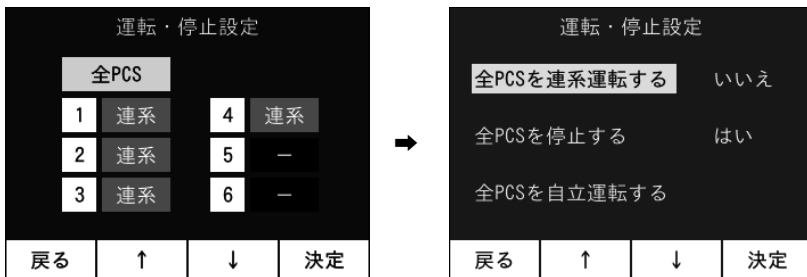 運転・停止設定
全PCS
1 連系 4 連系
2 連系 5 －
3 連系 6 －
戻る ↑ ↓ 決定
➡
運転・停止設定
全PCSを連系運転する いいえ
全PCSを停止する はい
全PCSを自立運転する
戻る ↑ ↓ 決定